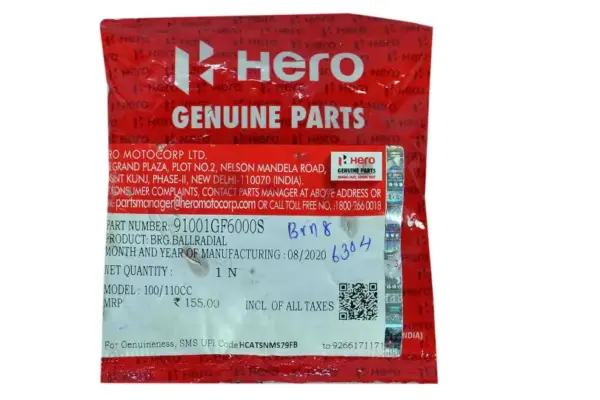 Hero
GENUINE PARTS
RO MOTOCORP LTD.
GRAND PLAZA, PLOT NO.2, NELSON MANDELA ROAD,
NT KUNJ, PHASE-II, NEW DELHI-110070 (INDIA).
CONSUMER COMPLAINTS, CONTACT PARTS MANAGER AT ABOVE ADDRESS OR
partsmanager@heromotocorp.com OR CALL TOLL FREE NO.:1800 266 0018
Hero
GENUINE PARTS
PART NUMBER: 91001GF6000S
Brn 8
6304
PRODUCT: BRG.BALLRADIAL
MONTH AND YEAR OF MANUFACTURING : 08/2020
NET QUANTITY : 1 N
MODEL : 100/110CC
MRP ₹ 155.00 INCL OF ALL TAXES
INDIA)
For Genuineness, SMS UPI Code HCATSNMS79FB to 9266171171